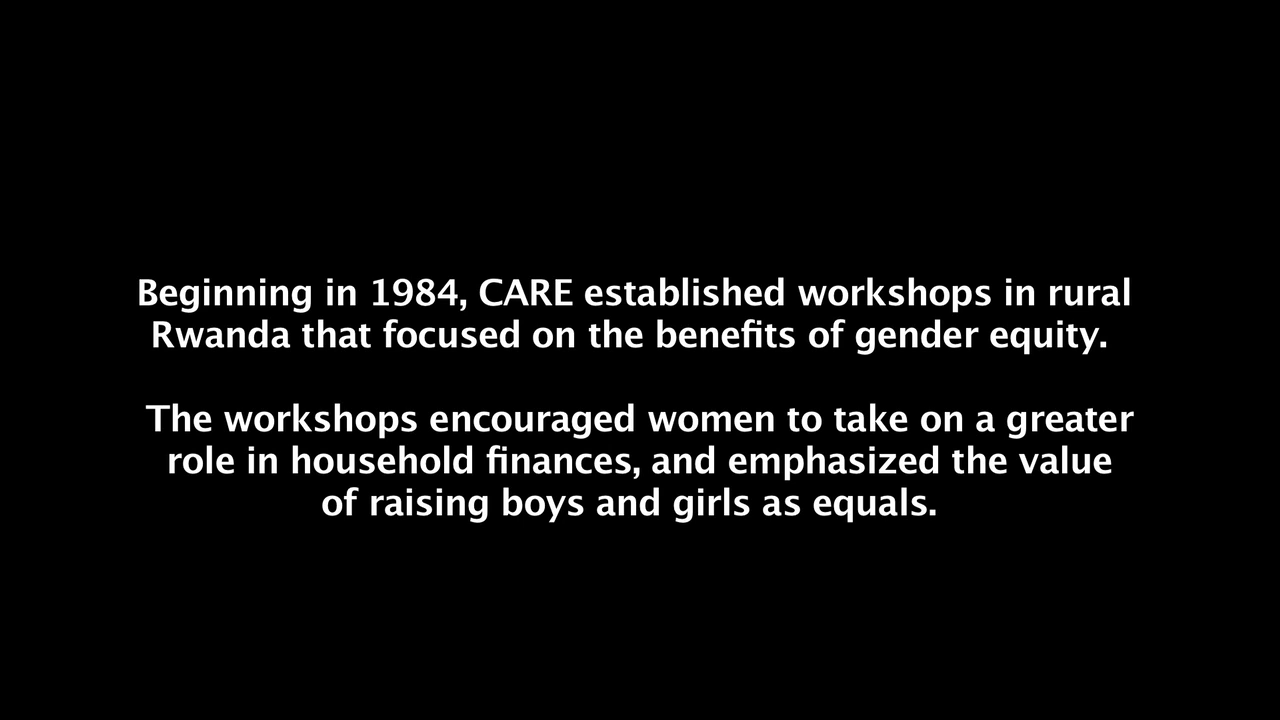 Beginning in 1984, CARE established workshops in rural
Rwanda that focused on the benefits of gender equity.
The workshops encouraged women to take on a greater
role in household finances, and emphasized the value
of raising boys and girls as equals.